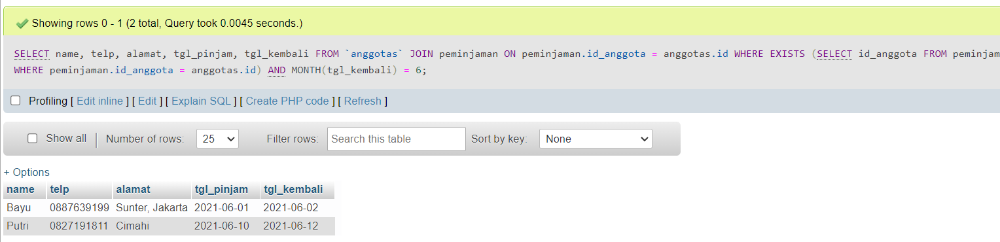 Showing rows 0 - 1 (2 total, Query took 0.0045 seconds.)
SELECT name, telp, alamat, tgl_pinjam, tgl_kembali FROM `anggotas` JOIN peminjaman ON peminjaman.id_anggota = anggotas.id WHERE EXISTS (SELECT id_anggota FROM peminjam
WHERE peminjaman.id_anggota = anggotas.id) AND MONTH(tgl_kembali) = 6;
Profiling [ Edit inline ] [ Edit ] [ Explain SQL ] [ Create PHP code ] [ Refresh ]
Show all | Number of rows: 25 Filter rows: Search this table Sort by key: None
+ Options
name telp alamat tgl_pinjam tgl_kembali
Bayu 0887639199 Sunter, Jakarta 2021-06-01 2021-06-02
Putri 0827191811 Cimahi 2021-06-10 2021-06-12